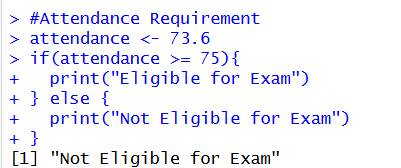 > #Attendance Requirement
> attendance <- 73.6
> if(attendance >= 75){
+   print("Eligible for Exam")
+ } else {
+   print("Not Eligible for Exam")
+ }
[1] "Not Eligible for Exam"